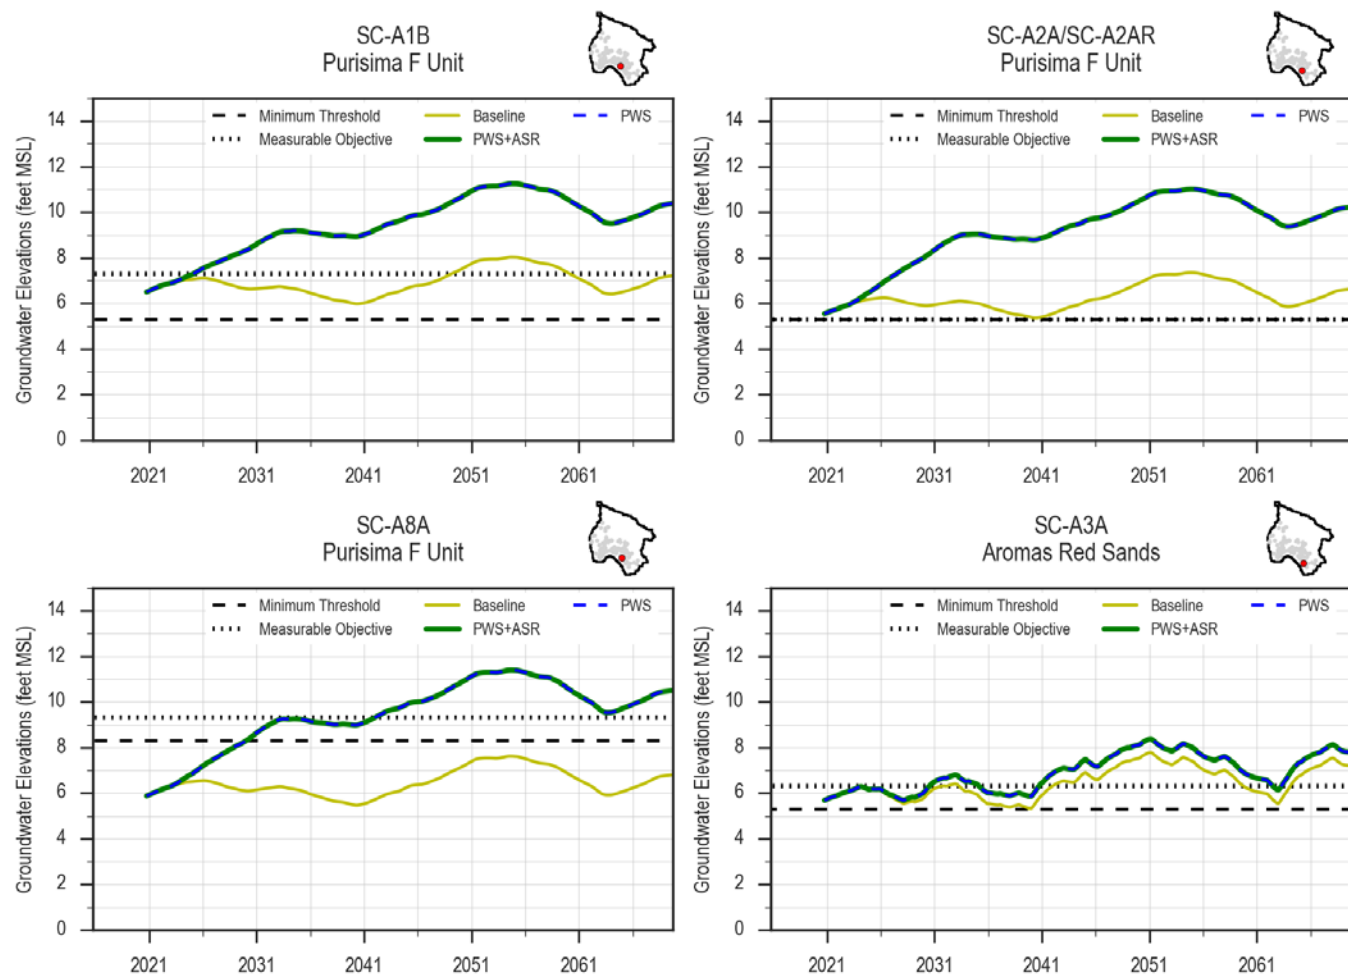 SC-A1B
Purisima F Unit
Minimum Threshold Baseline PWS
Measurable Objective PWS+ASR
Groundwater Elevations (feet MSL)
14
12
10
8
6
4
2
0
2021 2031 2041 2051 2061
SC-A2A/SC-A2AR
Purisima F Unit
Minimum Threshold Baseline PWS
Measurable Objective PWS+ASR
Groundwater Elevations (feet MSL)
14
12
10
8
6
4
2
0
2021 2031 2041 2051 2061
SC-A8A
Purisima F Unit
Minimum Threshold Baseline PWS
Measurable Objective PWS+ASR
Groundwater Elevations (feet MSL)
14
12
10
8
6
4
2
0
2021 2031 2041 2051 2061
SC-A3A
Aromas Red Sands
Minimum Threshold Baseline PWS
Measurable Objective PWS+ASR
Groundwater Elevations (feet MSL)
14
12
10
8
6
4
2
0
2021 2031 2041 2051 2061